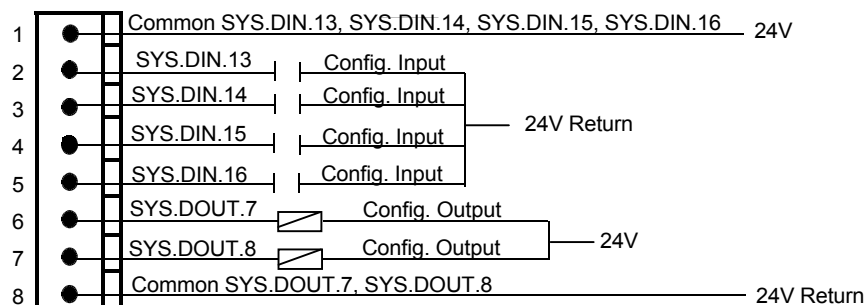 1 Common SYS.DIN.13, SYS.DIN.14, SYS.DIN.15, SYS.DIN.16 24V
2 SYS.DIN.13 Config. Input
3 SYS.DIN.14 Config. Input
24V Return
4 SYS.DIN.15 Config. Input
5 SYS.DIN.16 Config. Input
6 SYS.DOUT.7 Config. Output
24V
7 SYS.DOUT.8 Config. Output
8 Common SYS.DOUT.7, SYS.DOUT.8 24V Return